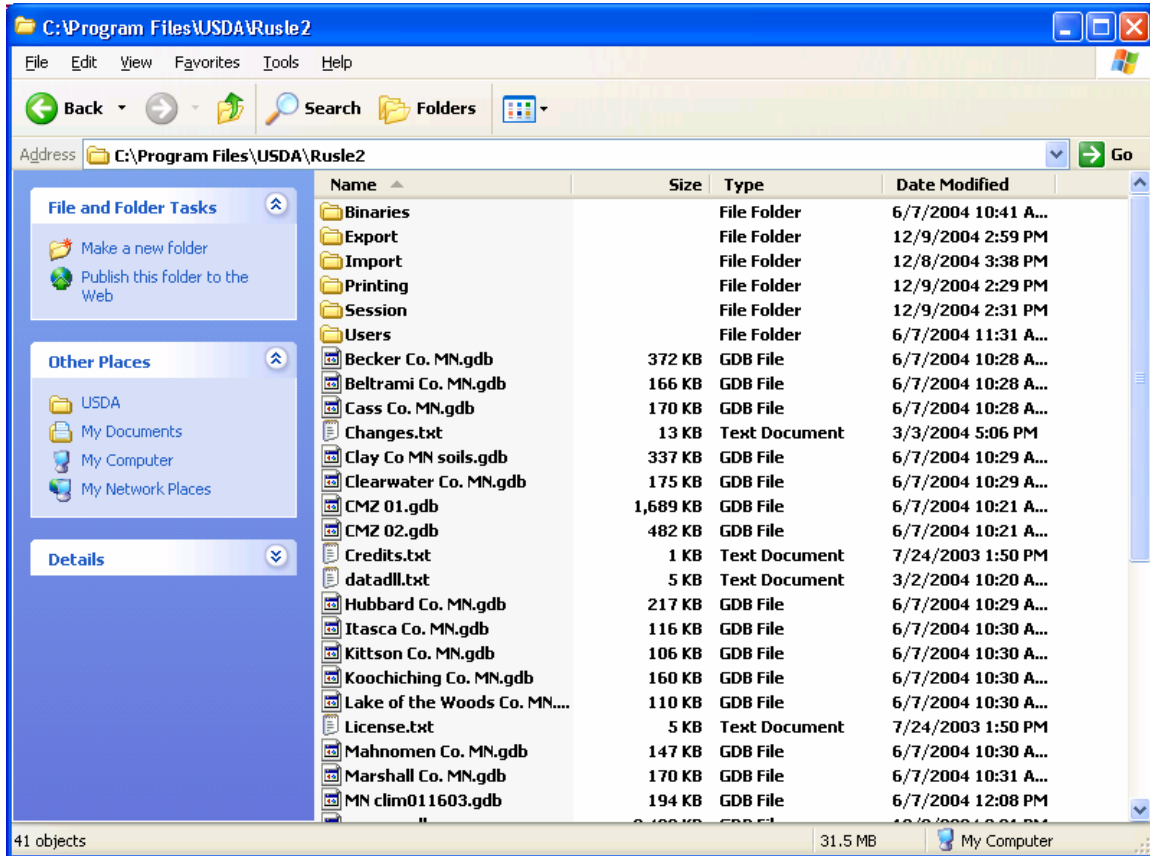 C:\Program Files\USDA\Rusle2
File Edit View Favorites Tools Help
Back Search Folders
Address C:\Program Files\USDA\Rusle2 Go
File and Folder Tasks
Make a new folder
Publish this folder to the
Web
Other Places
USDA
My Documents
My Computer
My Network Places
Details
Name Size Type Date Modified
Binaries File Folder 6/7/2004 10:41 A...
Export File Folder 12/9/2004 2:59 PM
Import File Folder 12/8/2004 3:38 PM
Printing File Folder 12/9/2004 2:29 PM
Session File Folder 12/9/2004 2:31 PM
Users File Folder 6/7/2004 11:31 A...
Becker Co. MN.gdb 372 KB GDB File 6/7/2004 10:28 A...
Beltrami Co. MN.gdb 166 KB GDB File 6/7/2004 10:28 A...
Cass Co. MN.gdb 170 KB GDB File 6/7/2004 10:28 A...
Changes.txt 13 KB Text Document 3/3/2004 5:06 PM
Clay Co MN soils.gdb 337 KB GDB File 6/7/2004 10:29 A...
Clearwater Co. MN.gdb 175 KB GDB File 6/7/2004 10:29 A...
CMZ 01.gdb 1,689 KB GDB File 6/7/2004 10:21 A...
CMZ 02.gdb 482 KB GDB File 6/7/2004 10:21 A...
Credits.txt 1 KB Text Document 7/24/2003 1:50 PM
datadll.txt 5 KB Text Document 3/2/2004 10:20 A...
Hubbard Co. MN.gdb 217 KB GDB File 6/7/2004 10:29 A...
Itasca Co. MN.gdb 116 KB GDB File 6/7/2004 10:30 A...
Kittson Co. MN.gdb 106 KB GDB File 6/7/2004 10:30 A...
Koochiching Co. MN.gdb 160 KB GDB File 6/7/2004 10:30 A...
Lake of the Woods Co. MN.... 110 KB GDB File 6/7/2004 10:30 A...
License.txt 5 KB Text Document 7/24/2003 1:50 PM
Mahnomen Co. MN.gdb 147 KB GDB File 6/7/2004 10:30 A...
Marshall Co. MN.gdb 170 KB GDB File 6/7/2004 10:31 A...
MN clim011603.gdb 194 KB GDB File 6/7/2004 12:08 PM
41 objects 31.5 MB My Computer